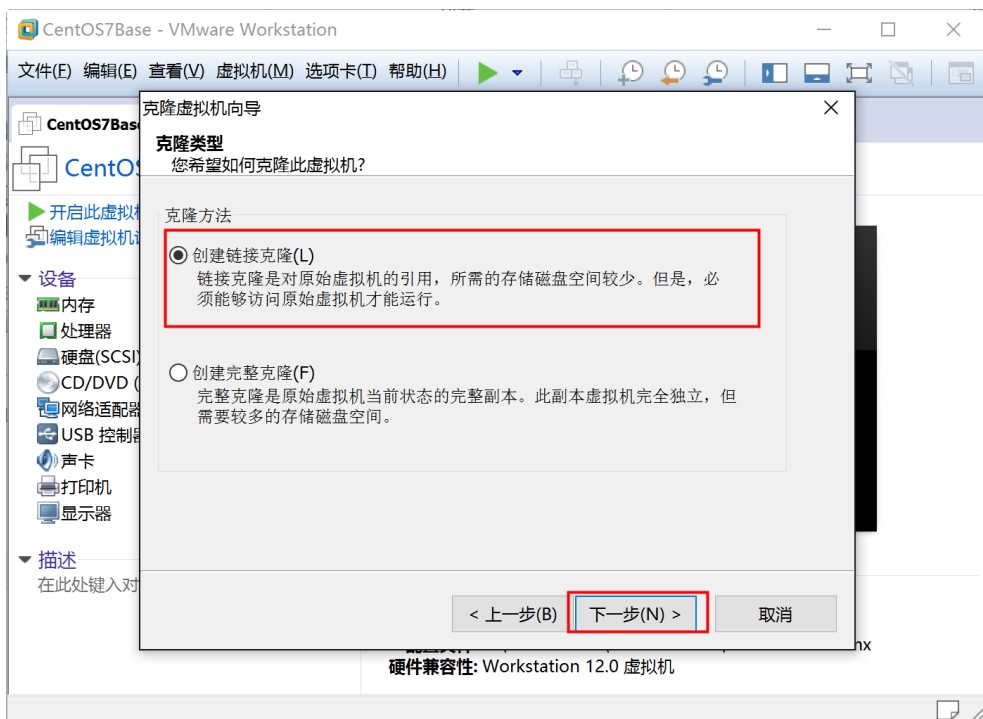 CentOS7Base - VMware Workstation
文件(F) 编辑(E) 查看(V) 虚拟机(M) 选项卡(T) 帮助(H)
CentOS7Base
克隆虚拟机向导
克隆类型
您希望如何克隆此虚拟机?
CentOS
开启此虚拟机
编辑虚拟机
设备
内存
处理器
硬盘(SCSI)
CD/DVD (
网络适配器
USB 控制器
声卡
打印机
显示器
描述
在此处键入对
克隆方法
创建链接克隆(L)
链接克隆是对原始虚拟机的引用，所需的存储磁盘空间较少。但是，必
须能够访问原始虚拟机才能运行。
创建完整克隆(F)
完整克隆是原始虚拟机当前状态的完整副本。此副本虚拟机完全独立，但
需要较多的存储磁盘空间。
< 上一步(B)
下一步(N) >
取消
硬件兼容性: Workstation 12.0 虚拟机